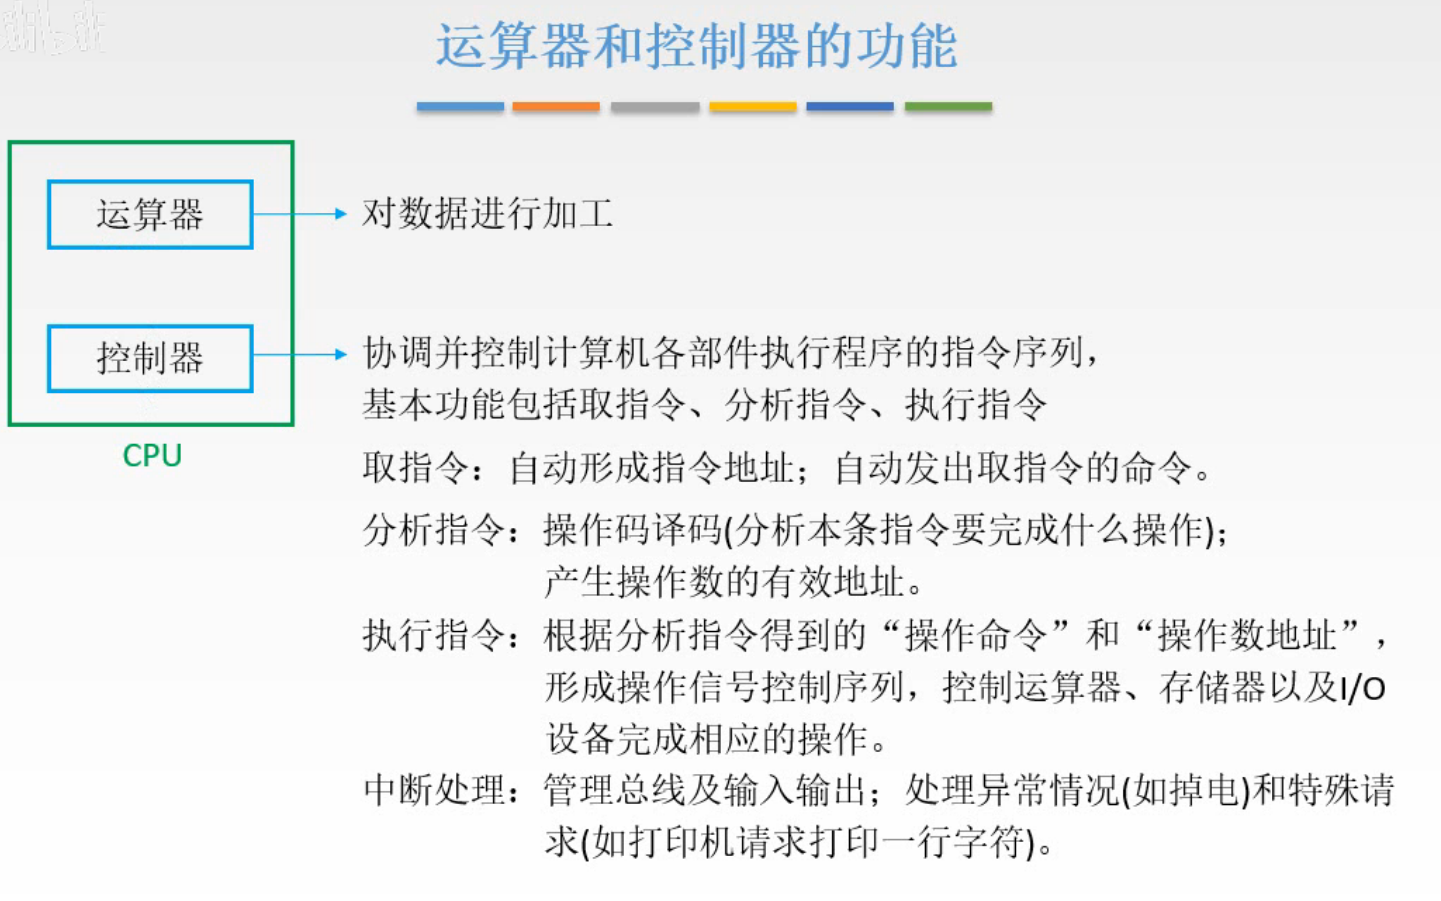 运算器和控制器的功能
运算器
对数据进行加工
控制器
协调并控制计算机各部件执行程序的指令序列，
基本功能包括取指令、分析指令、执行指令
CPU
取指令：自动形成指令地址；自动发出取指令的命令。
分析指令：操作码译码(分析本条指令要完成什么操作)；
产生操作数的有效地址。
执行指令：根据分析指令得到的“操作命令”和“操作数地址”，
形成操作信号控制序列，控制运算器、存储器以及I/O
设备完成相应的操作。
中断处理：管理总线及输入输出；处理异常情况(如掉电)和特殊请
求(如打印机请求打印一行字符)。